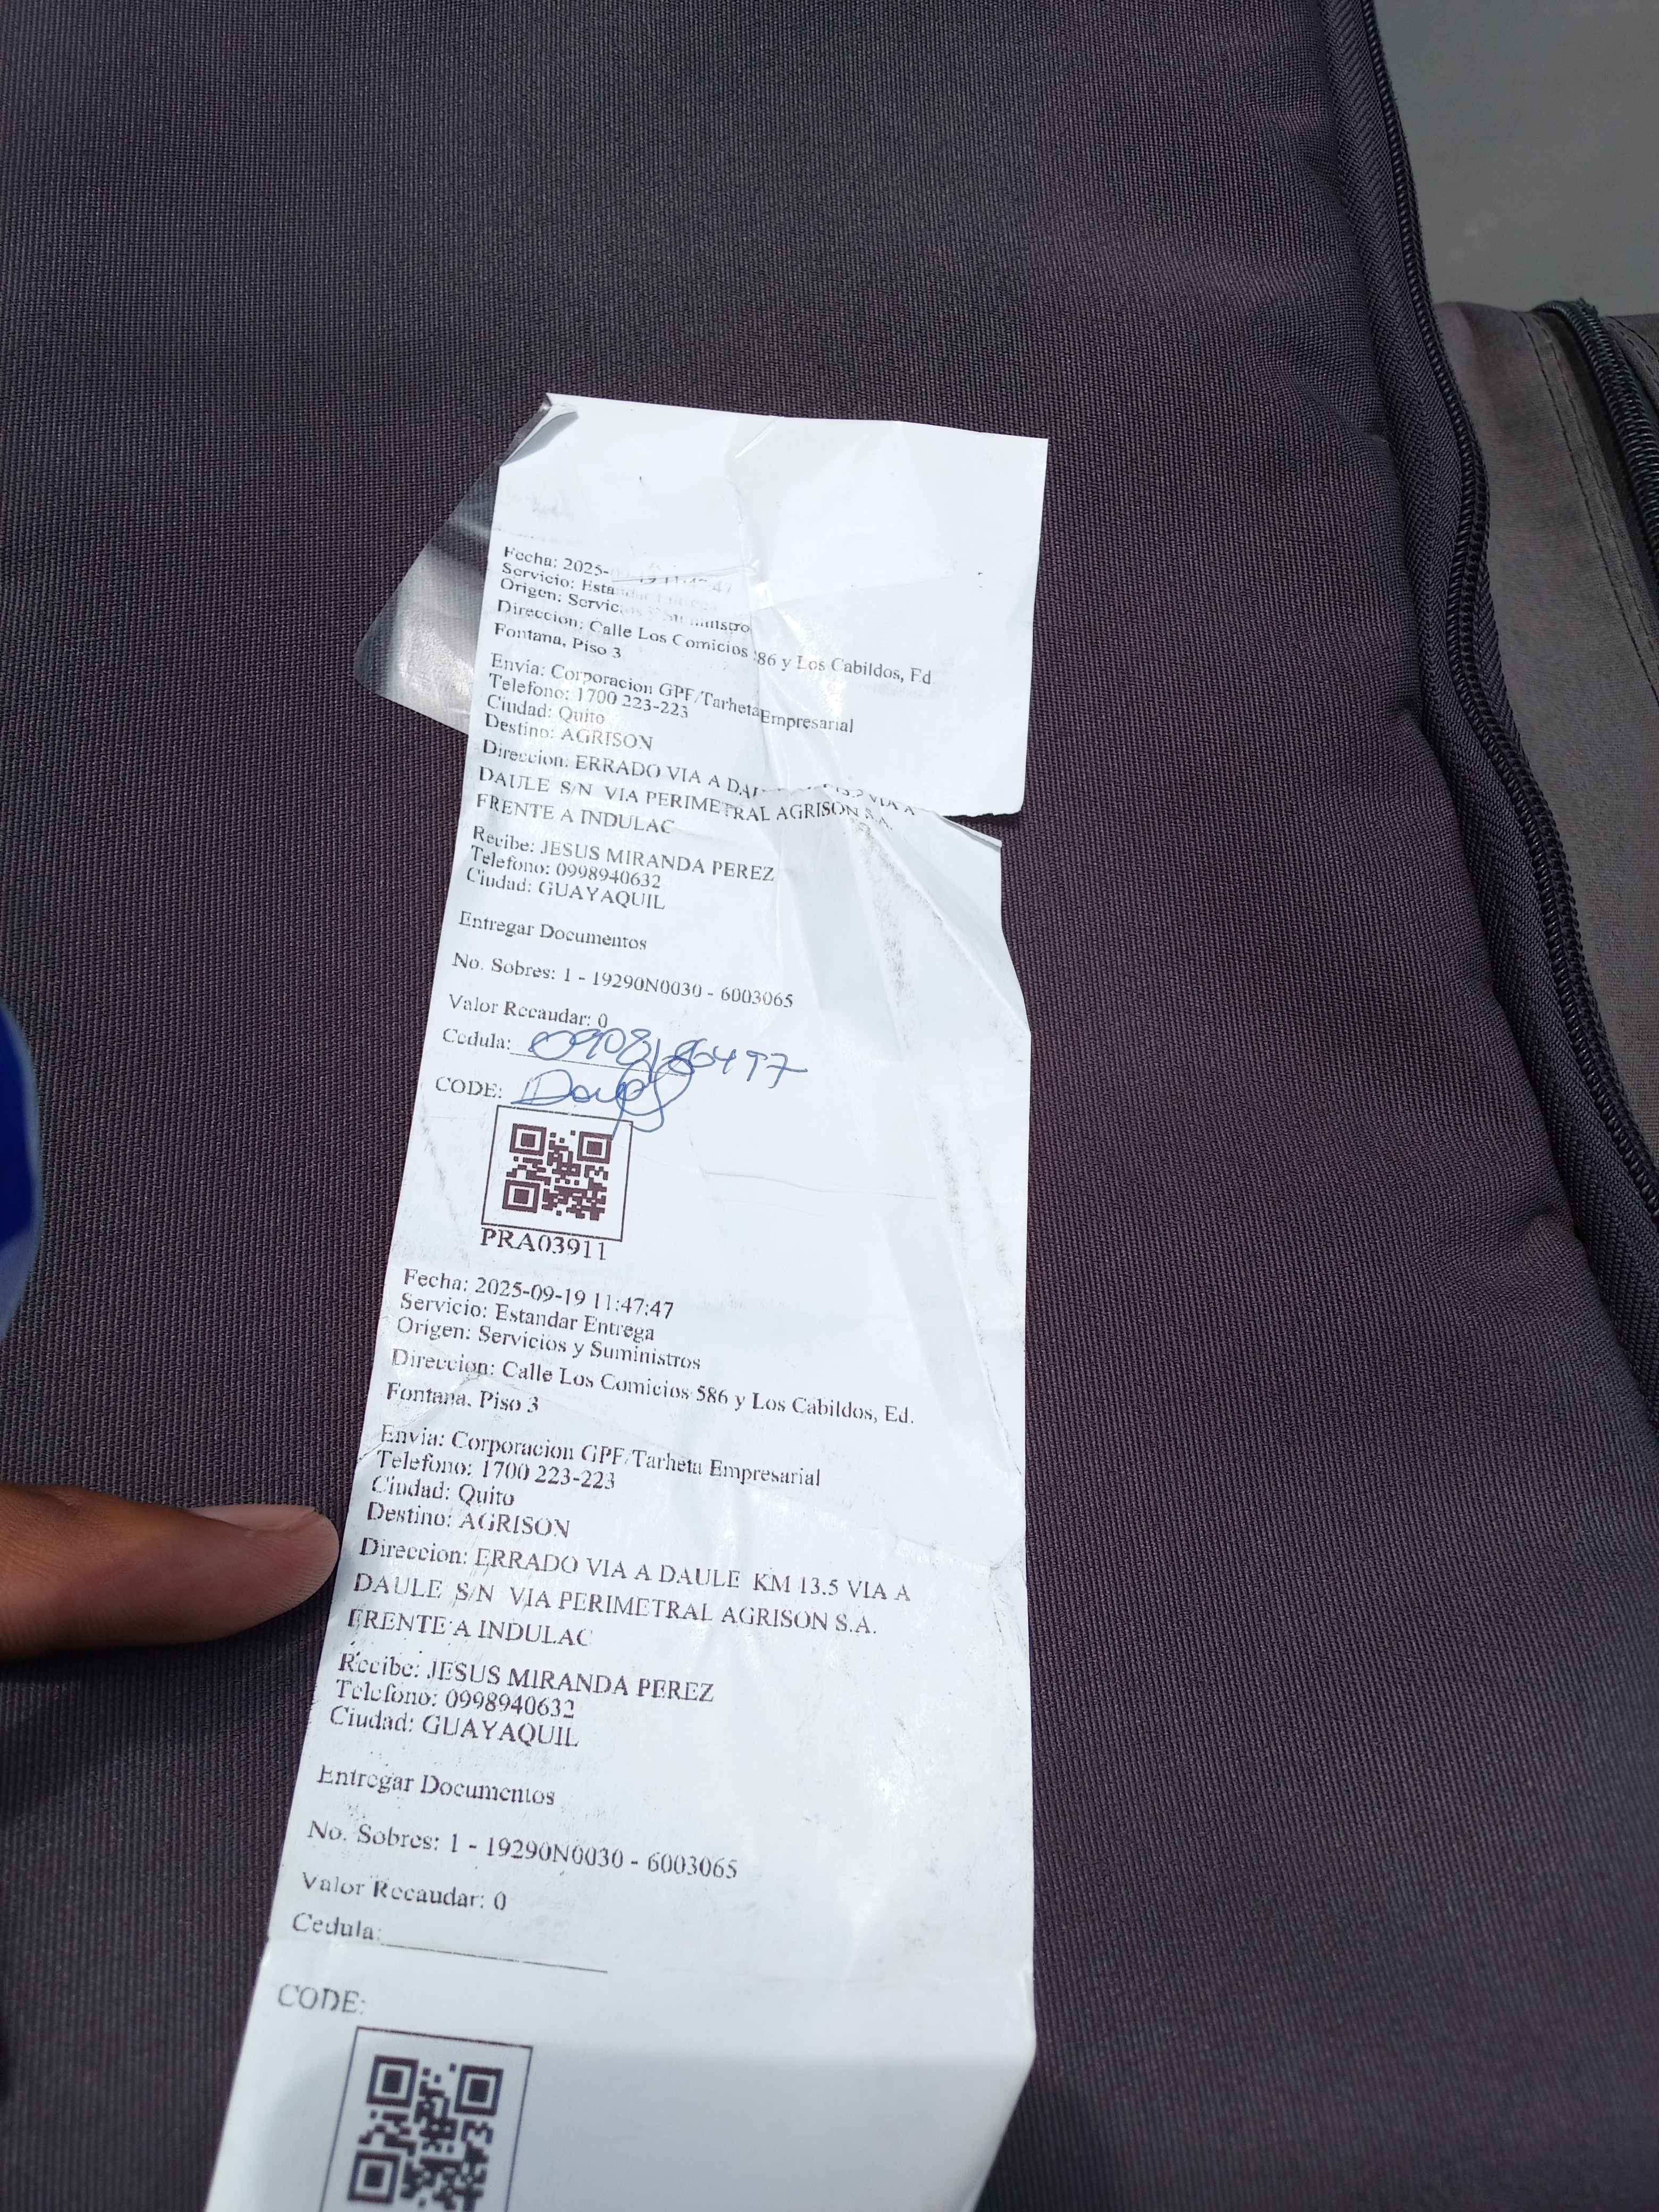 Fecha: 2025-
Servicio: Estandar Entrega
Origen: Servicios y Suministro
Direccion: Calle Los Comicios 586 y Los Cabildos, Ed
Fontana, Piso 3
Envia: Corporacion GPF/Tarheta Empresarial
Telefono: 1700 223-223
Ciudad: Quito
Destino: AGRISON
Direccion: ERRADO VIA A DAULE 13.5 VIA A
DAULE S/N VIA PERIMETRAL AGRISON S.A.
FRENTE A INDULAC
Recibe: JESUS MIRANDA PEREZ
Telefono: 0998940632
Ciudad: GUAYAQUIL
Entregar Documentos
No. Sobres: 1 - 19290N0030 - 6003065
Valor Recaudar: 0
Cedula:
CODE:
PRA03911
Fecha: 2025-09-19 11:47:47
Servicio: Estandar Entrega
Origen: Servicios y Suministros
Direccion: Calle Los Comicios 586 y Los Cabildos, Ed.
Fontana, Piso 3
Envia: Corporacion GPF/Tarheta Empresarial
Telefono: 1700 223-223
Ciudad: Quito
Destino: AGRISON
Direccion: ERRADO VIA A DAULE KM 13.5 VIA A
DAULE S/N VIA PERIMETRAL AGRISON S.A.
FRENTE A INDULAC
Recibe: JESUS MIRANDA PEREZ
Telefono: 0998940632
Ciudad: GUAYAQUIL
Entregar Documentos
No. Sobres: 1 - 19290N0030 - 6003065
Valor Recaudar: 0
Cedula:
CODE: